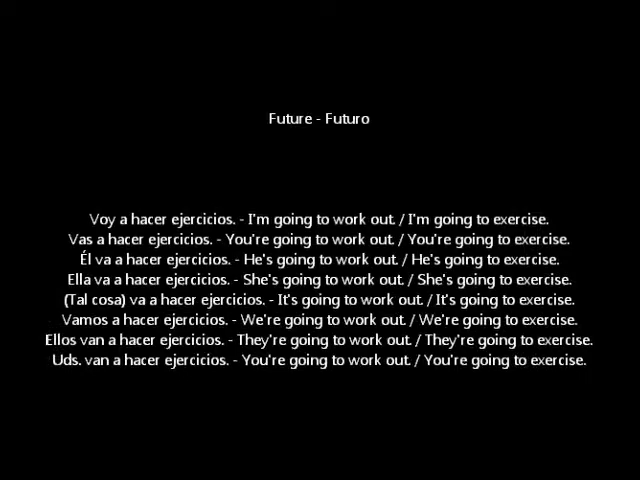 Future - Futuro
Voy a hacer ejercicios. - I'm going to work out. / I'm going to exercise.
Vas a hacer ejercicios. - You're going to work out. / You're going to exercise.
Él va a hacer ejercicios. - He's going to work out. / He's going to exercise.
Ella va a hacer ejercicios. - She's going to work out. / She's going to exercise.
(Tal cosa) va a hacer ejercicios. - It's going to work out. / It's going to exercise.
Vamos a hacer ejercicios. - We're going to work out. / We're going to exercise.
Ellos van a hacer ejercicios. - They're going to work out. / They're going to exercise.
Uds. van a hacer ejercicios. - You're going to work out. / You're going to exercise.